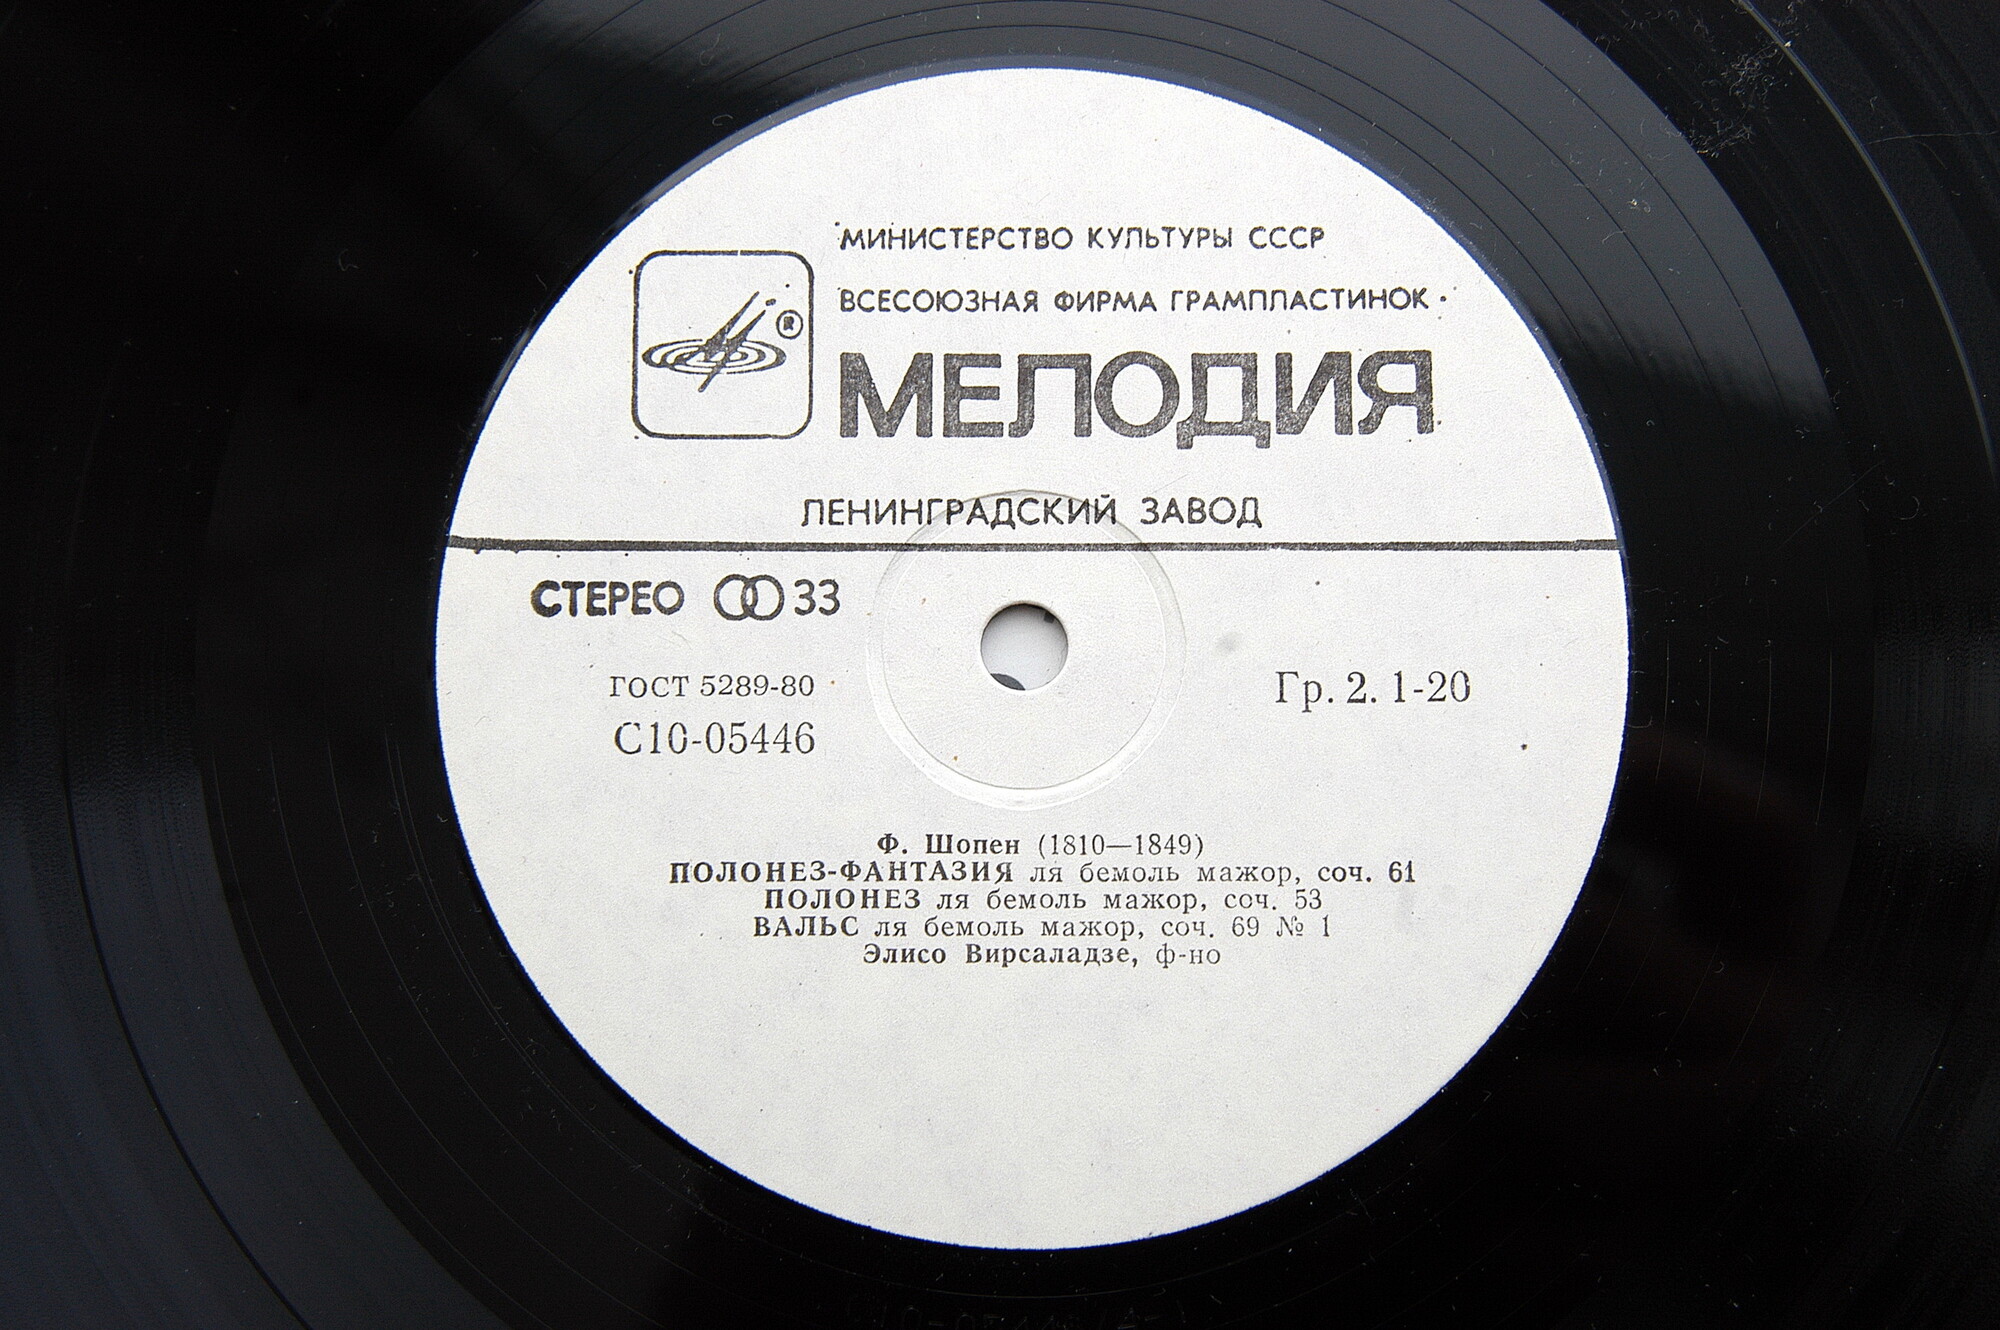 МИНИСТЕРСТВО КУЛЬТУРЫ СССР
ВСЕСОЮЗНАЯ ФИРМА ГРАМПЛАСТИНОК
®
МЕЛОДИЯ
ЛЕНИНГРАДСКИЙ ЗАВОД
СТЕРЕО 33
ГОСТ 5289-80
Гр. 2. 1-20
С10-05446
Ф. Шопен (1810—1849)
ПОЛОНЕЗ-ФАНТАЗИЯ ля бемоль мажор, соч. 61
ПОЛОНЕЗ ля бемоль мажор, соч. 53
ВАЛЬС ля бемоль мажор, соч. 69 № 1
Элисо Вирсаладзе, ф-но